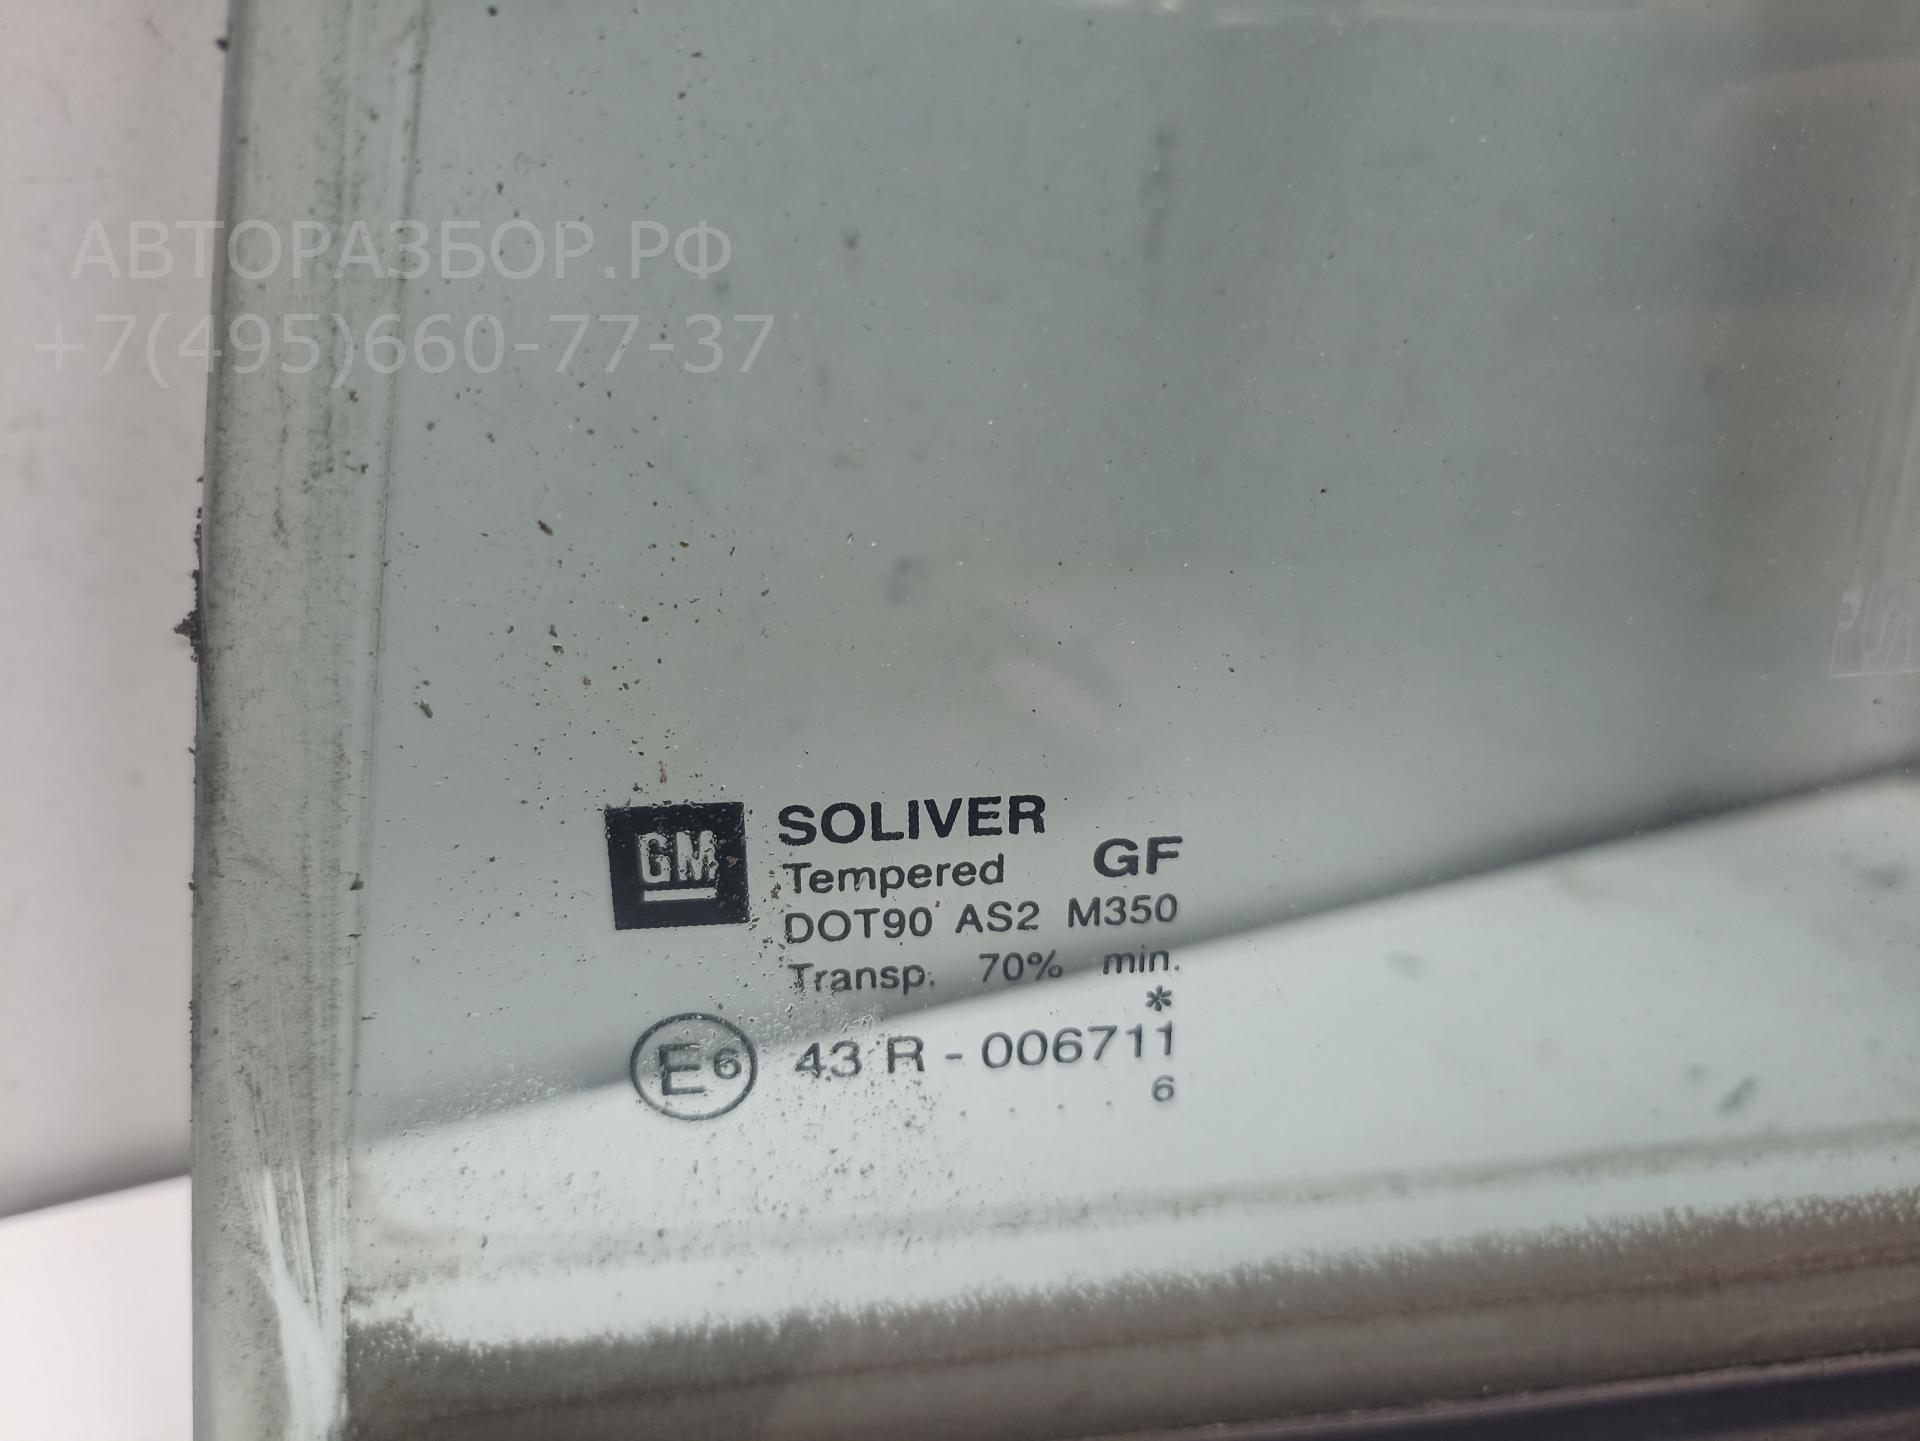 АВТОРАЗБОР.РФ
+7(495)660-77-37
GM
SOLIVER
Tempered GF
DOT90 AS2 M350
Transp. 70% min.
*
E6 43 R - 006711
. . . . . 6